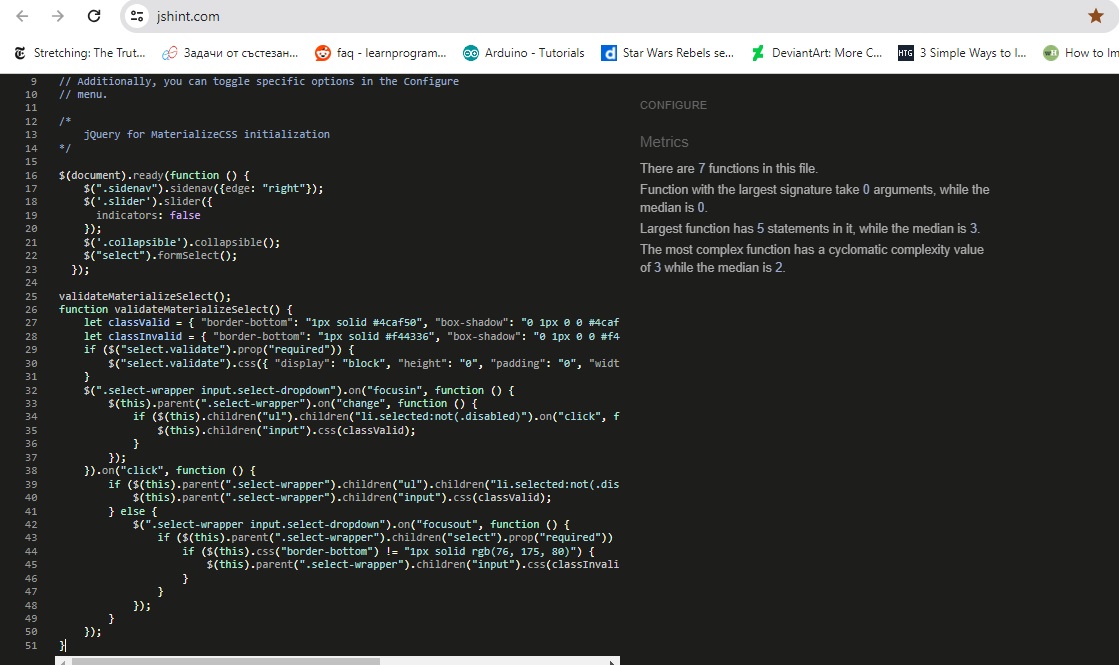 jshint.com
Stretching: The Trut...
Задачи от състезан...
faq - learnprogram...
Arduino - Tutorials
Star Wars Rebels se...
DeviantArt: More C...
HTG
3 Simple Ways to I...
How to Im
9 // Additionally, you can toggle specific options in the Configure
10 // menu.
11
12 /*
13     jQuery for MaterializeCSS initialization
14 */
15
16 $(document).ready(function () {
17     $(".sidenav").sidenav({edge: "right"});
18     $('.slider').slider({
19       indicators: false
20     });
21     $('.collapsible').collapsible();
22     $("select").formSelect();
23   });
24
25 validateMaterializeSelect();
26 function validateMaterializeSelect() {
27     let classValid = { "border-bottom": "1px solid #4caf50", "box-shadow": "0 1px 0 0 #4caf
28     let classInvalid = { "border-bottom": "1px solid #f44336", "box-shadow": "0 1px 0 0 #f4
29     if ($("select.validate").prop("required")) {
30         $("select.validate").css({ "display": "block", "height": "0", "padding": "0", "widt
31     }
32     $(".select-wrapper input.select-dropdown").on("focusin", function () {
33         $(this).parent(".select-wrapper").on("change", function () {
34             if ($(this).children("ul").children("li.selected:not(.disabled)").on("click", f
35                 $(this).children("input").css(classValid);
36             }
37         });
38     }).on("click", function () {
39         if ($(this).parent(".select-wrapper").children("ul").children("li.selected:not(.dis
40             $(this).parent(".select-wrapper").children("input").css(classValid);
41         } else {
42             $(".select-wrapper input.select-dropdown").on("focusout", function () {
43                 if ($(this).parent(".select-wrapper").children("select").prop("required"))
44                     if ($(this).css("border-bottom") != "1px solid rgb(76, 175, 80)") {
45                         $(this).parent(".select-wrapper").children("input").css(classInvali
46                     }
47                 }
48             });
49         }
50     });
51 }
CONFIGURE
Metrics
There are 7 functions in this file.
Function with the largest signature take 0 arguments, while the
median is 0.
Largest function has 5 statements in it, while the median is 3.
The most complex function has a cyclomatic complexity value
of 3 while the median is 2.